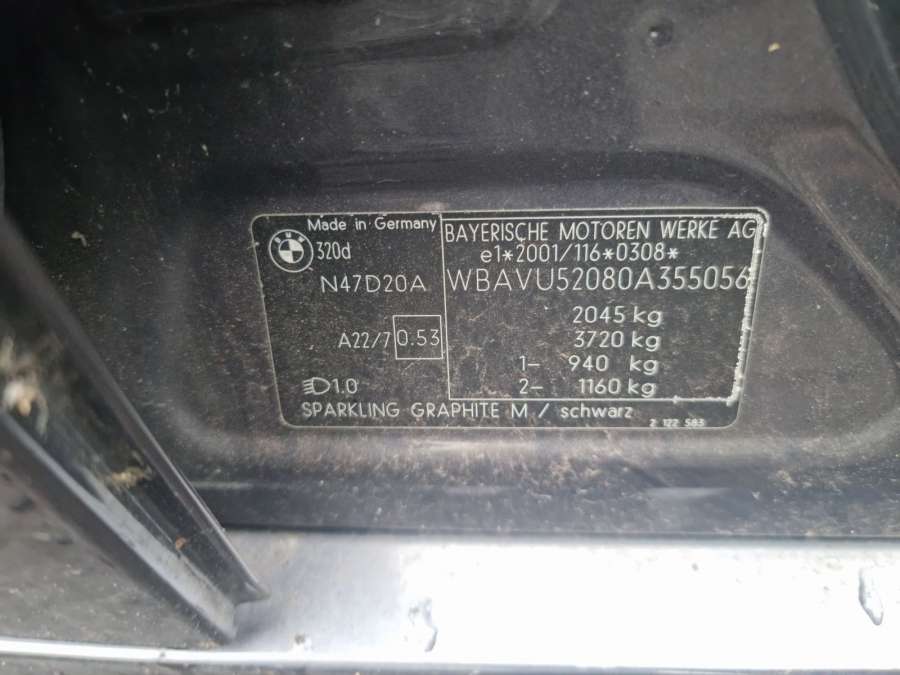 Made in Germany
BMW
320d
N47D20A
A22/7 0.53
1.0
SPARKLING GRAPHITE M / schwarz
BAYERISCHE MOTOREN WERKE AG
e1*2001/116*0308*
WBAVU52080A355056
2045 kg
3720 kg
1- 940 kg
2- 1160 kg
2 122 583